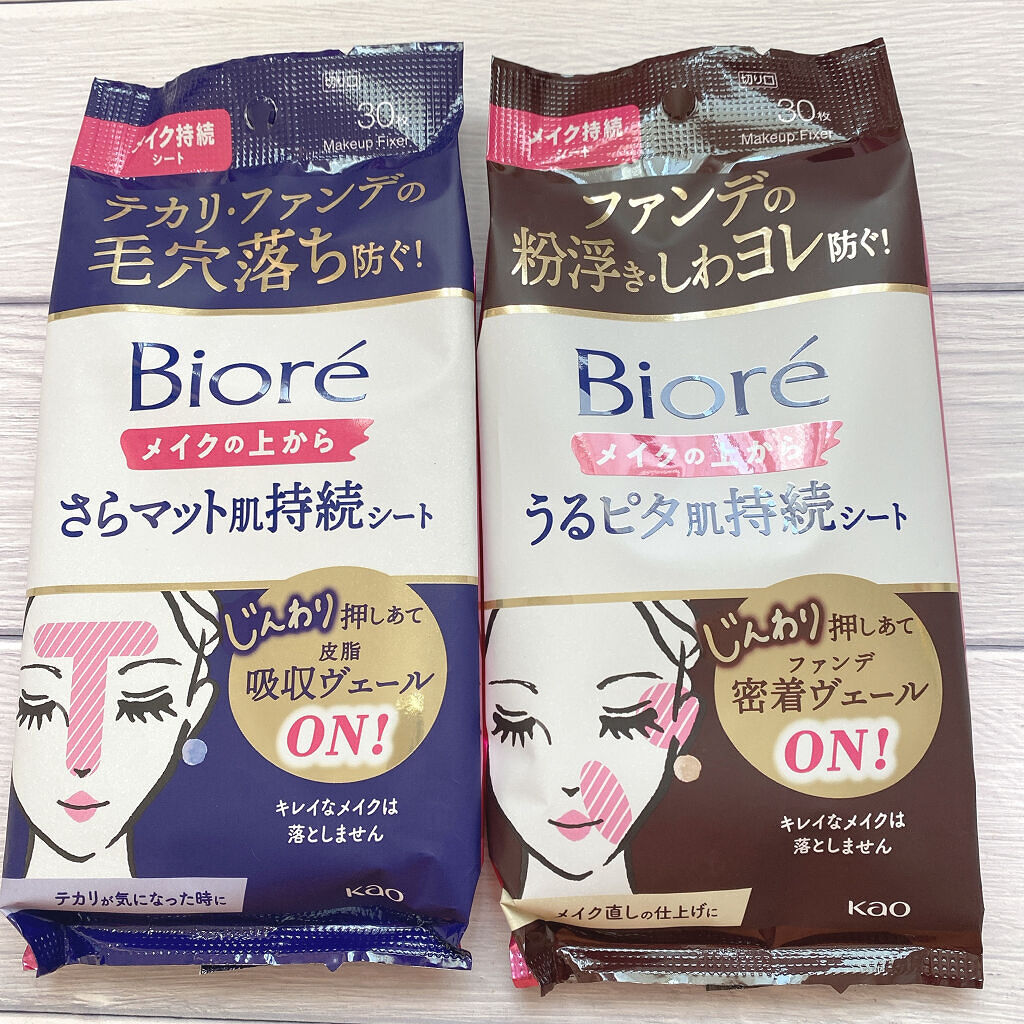 切り口
メイク持続
シート
30枚
Makeup Fixer
テカリ・ファンデの
毛穴落ち防ぐ!
Bioré
メイクの上から
さらマット肌持続シート
じんわり押しあて
皮脂
吸収ヴェール
ON!
キレイなメイクは
落としません
テカリが気になった時に
Kao
切り口
メイク持続
シート
30枚
Makeup Fixer
ファンデの
粉浮き・しわヨレ防ぐ!
Bioré
メイクの上から
うるピタ肌持続シート
じんわり押しあて
ファンデ
密着ヴェール
ON!
キレイなメイクは
落としません
メイク直しの仕上げに
Kao